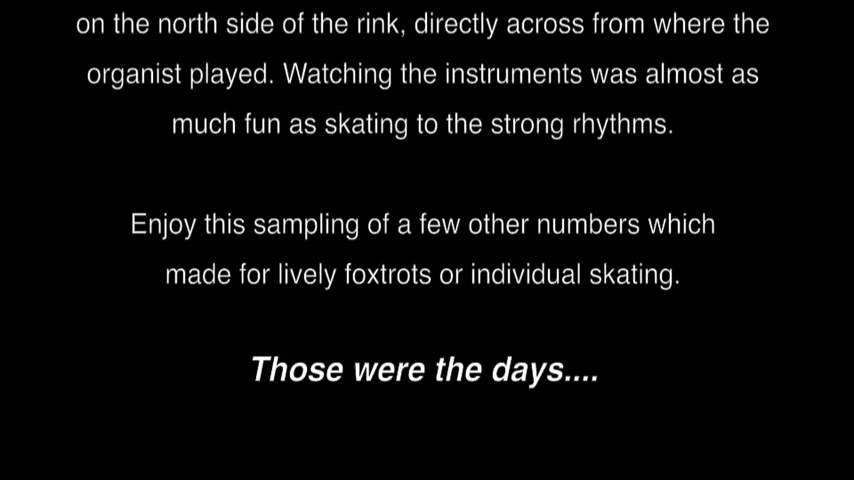 on the north side of the rink, directly across from where the
organist played. Watching the instruments was almost as
much fun as skating to the strong rhythms.
Enjoy this sampling of a few other numbers which
made for lively foxtrots or individual skating.
Those were the days....